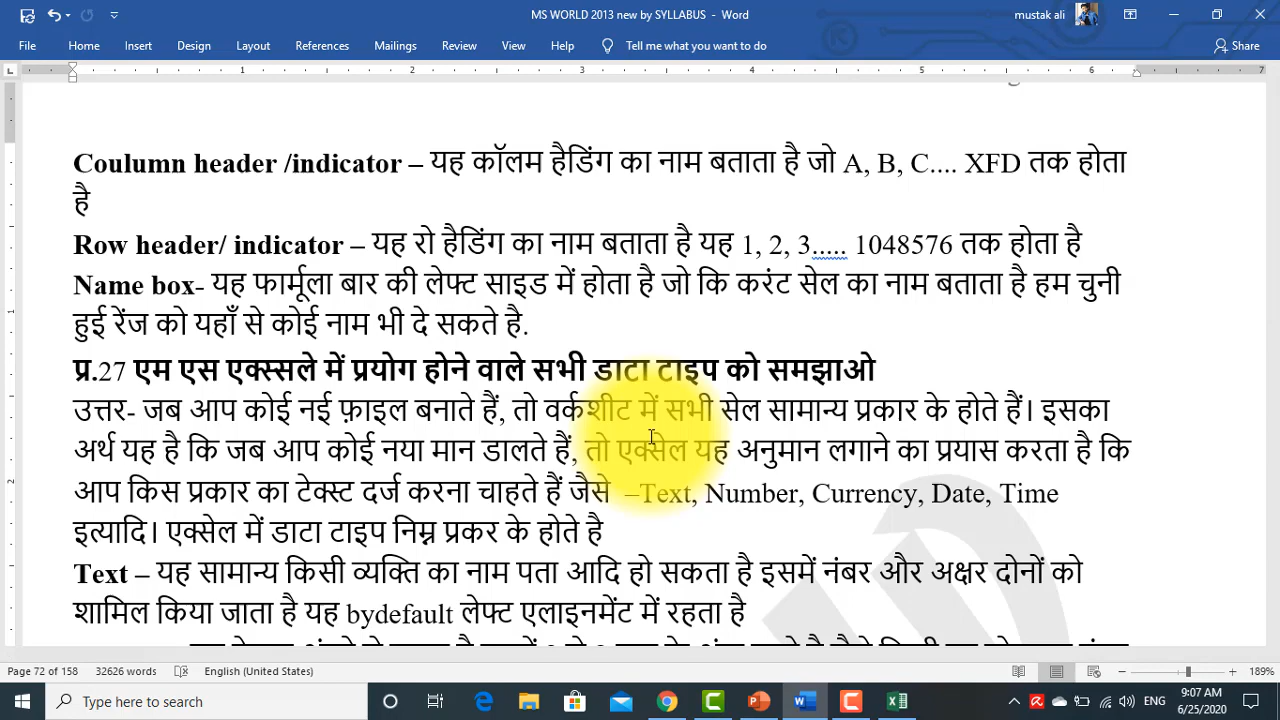 MS WORLD 2013 new by SYLLABUS - Word
mustak ali
File Home Insert Design Layout References Mailings Review View Help Tell me what you want to do Share
1 2 3 4 5 6 7
Coulumn header /indicator – यह कॉलम हैडिंग का नाम बताता है जो A, B, C.... XFD तक होता
है
Row header/ indicator – यह रो हैडिंग का नाम बताता है यह 1, 2, 3..... 1048576 तक होता है
Name box- यह फार्मूला बार की लेफ्ट साइड में होता है जो कि करंट सेल का नाम बताता है हम चुनी
हुई रेंज को यहाँ से कोई नाम भी दे सकते है.
प्र.27 एम एस एक्स्सले में प्रयोग होने वाले सभी डाटा टाइप को समझाओ
उत्तर- जब आप कोई नई फ़ाइल बनाते हैं, तो वर्कशीट में सभी सेल सामान्य प्रकार के होते हैं। इसका
अर्थ यह है कि जब आप कोई नया मान डालते हैं, तो एक्सेल यह अनुमान लगाने का प्रयास करता है कि
आप किस प्रकार का टेक्स्ट दर्ज करना चाहते हैं जैसे –Text, Number, Currency, Date, Time
इत्यादि। एक्सेल में डाटा टाइप निम्न प्रकर के होते है
Text – यह सामान्य किसी व्यक्ति का नाम पता आदि हो सकता है इसमें नंबर और अक्षर दोनों को
शामिल किया जाता है यह bydefault लेफ्ट एलाइनमेंट में रहता है
Page 72 of 158 32626 words English (United States) 189%
Type here to search
ENG
9:07 AM
6/25/2020